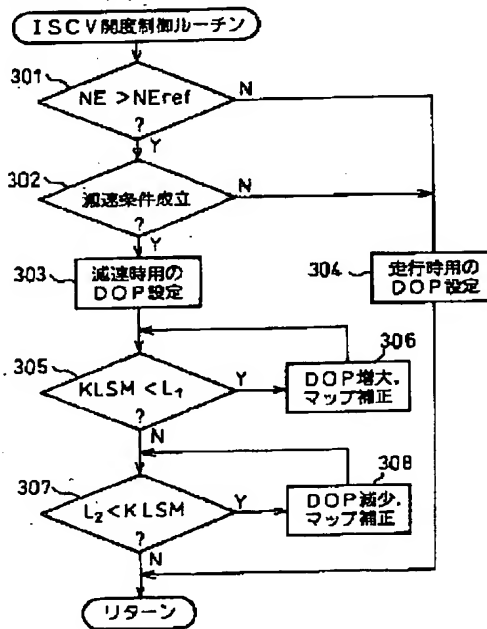 ISCV開度制御ルーチン
301
NE >NEref
?
N
Y
302
減速条件成立
?
N
Y
303
減速時用の
DOP設定
304
走行時用の
DOP設定
305
KLSM <L₁
?
Y
N
306
DOP増大,
マップ補正
307
L₂<KLSM
?
Y
N
308
DOP減少,
マップ補正
リターン